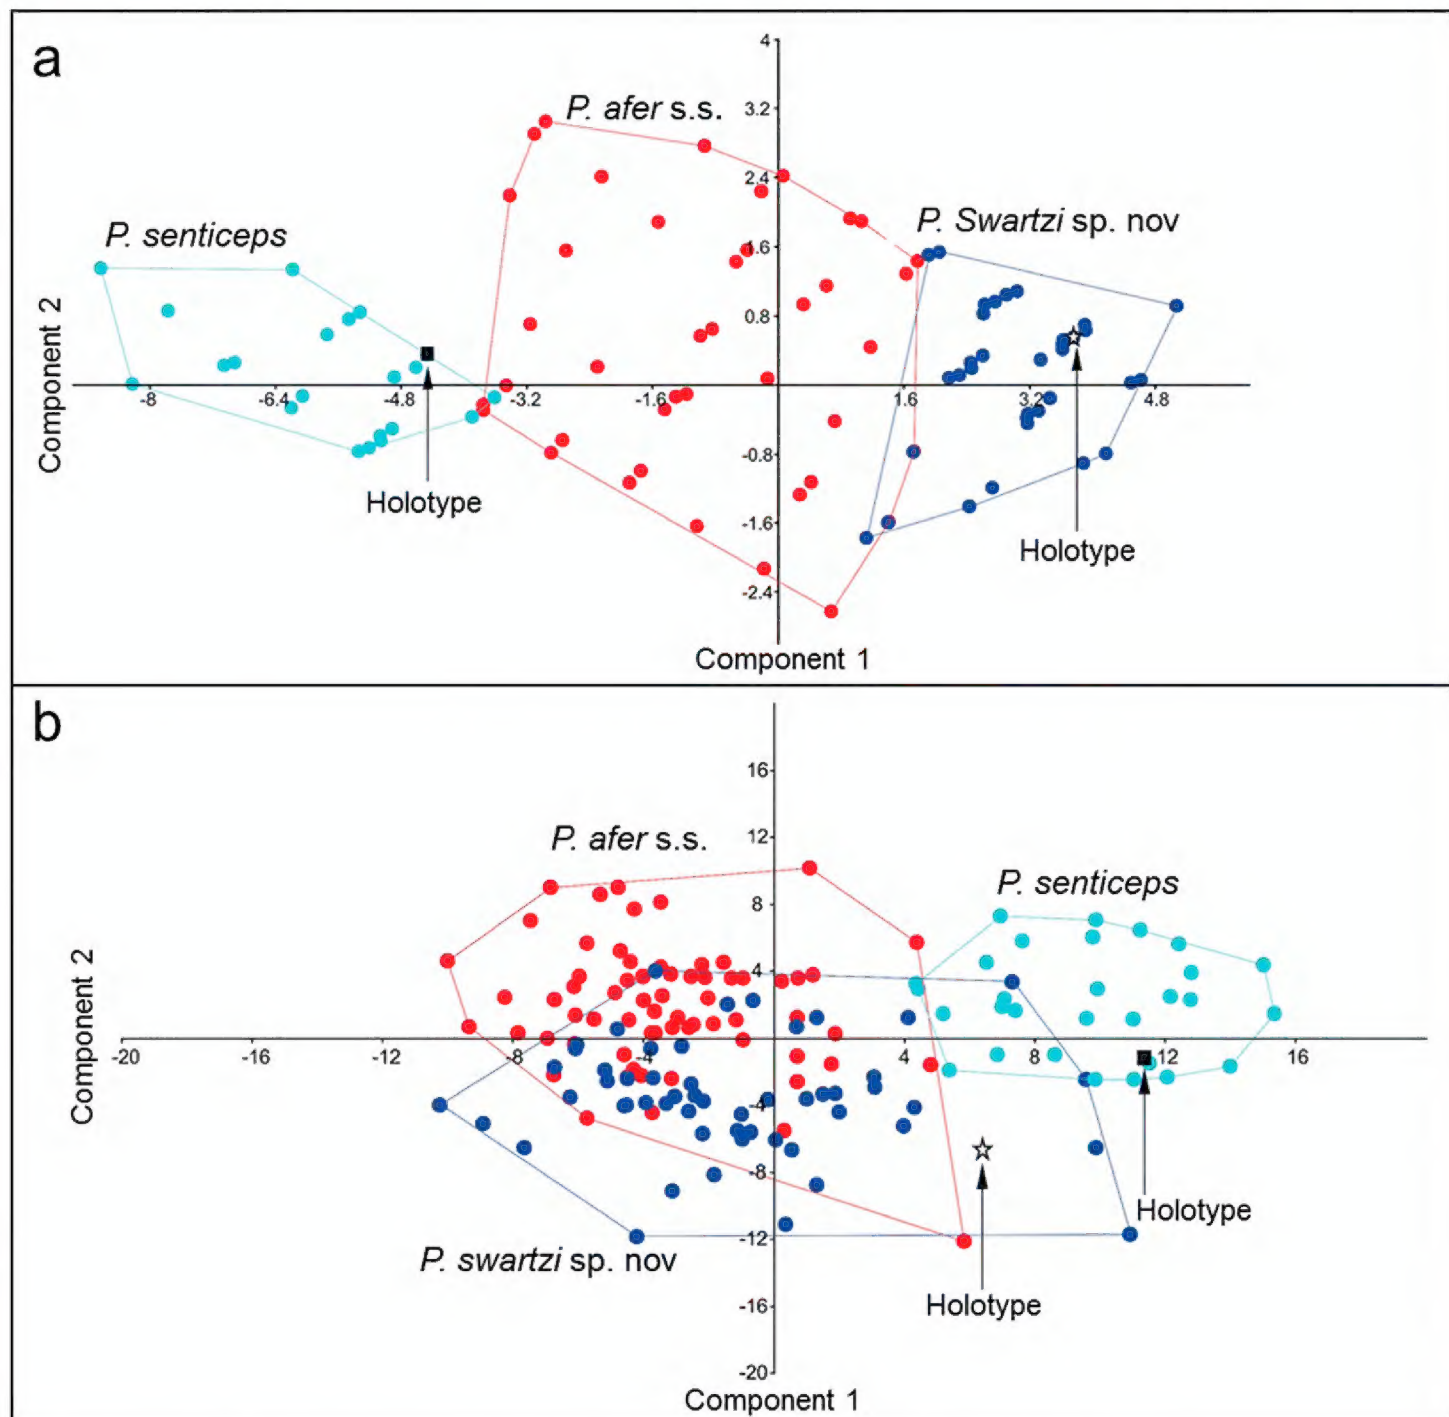 a
4
3.2
P. afer s.s.
2.4
P. Swartzi sp. nov
P. senticeps
1.6
0.8
Component 2
-8 -6.4 -4.8 -3.2 -1.6 1.6 3.2 4.8
-0.8
Holotype
-1.6
Holotype
-2.4
Component 1
b
16
12
P. afer s.s.
P. senticeps
8
4
Component 2
-20 -16 -12 -8 -4 4 8 12 16
-4
-8
Holotype
-12
P. swartzi sp. nov
Holotype
-16
-20
Component 1